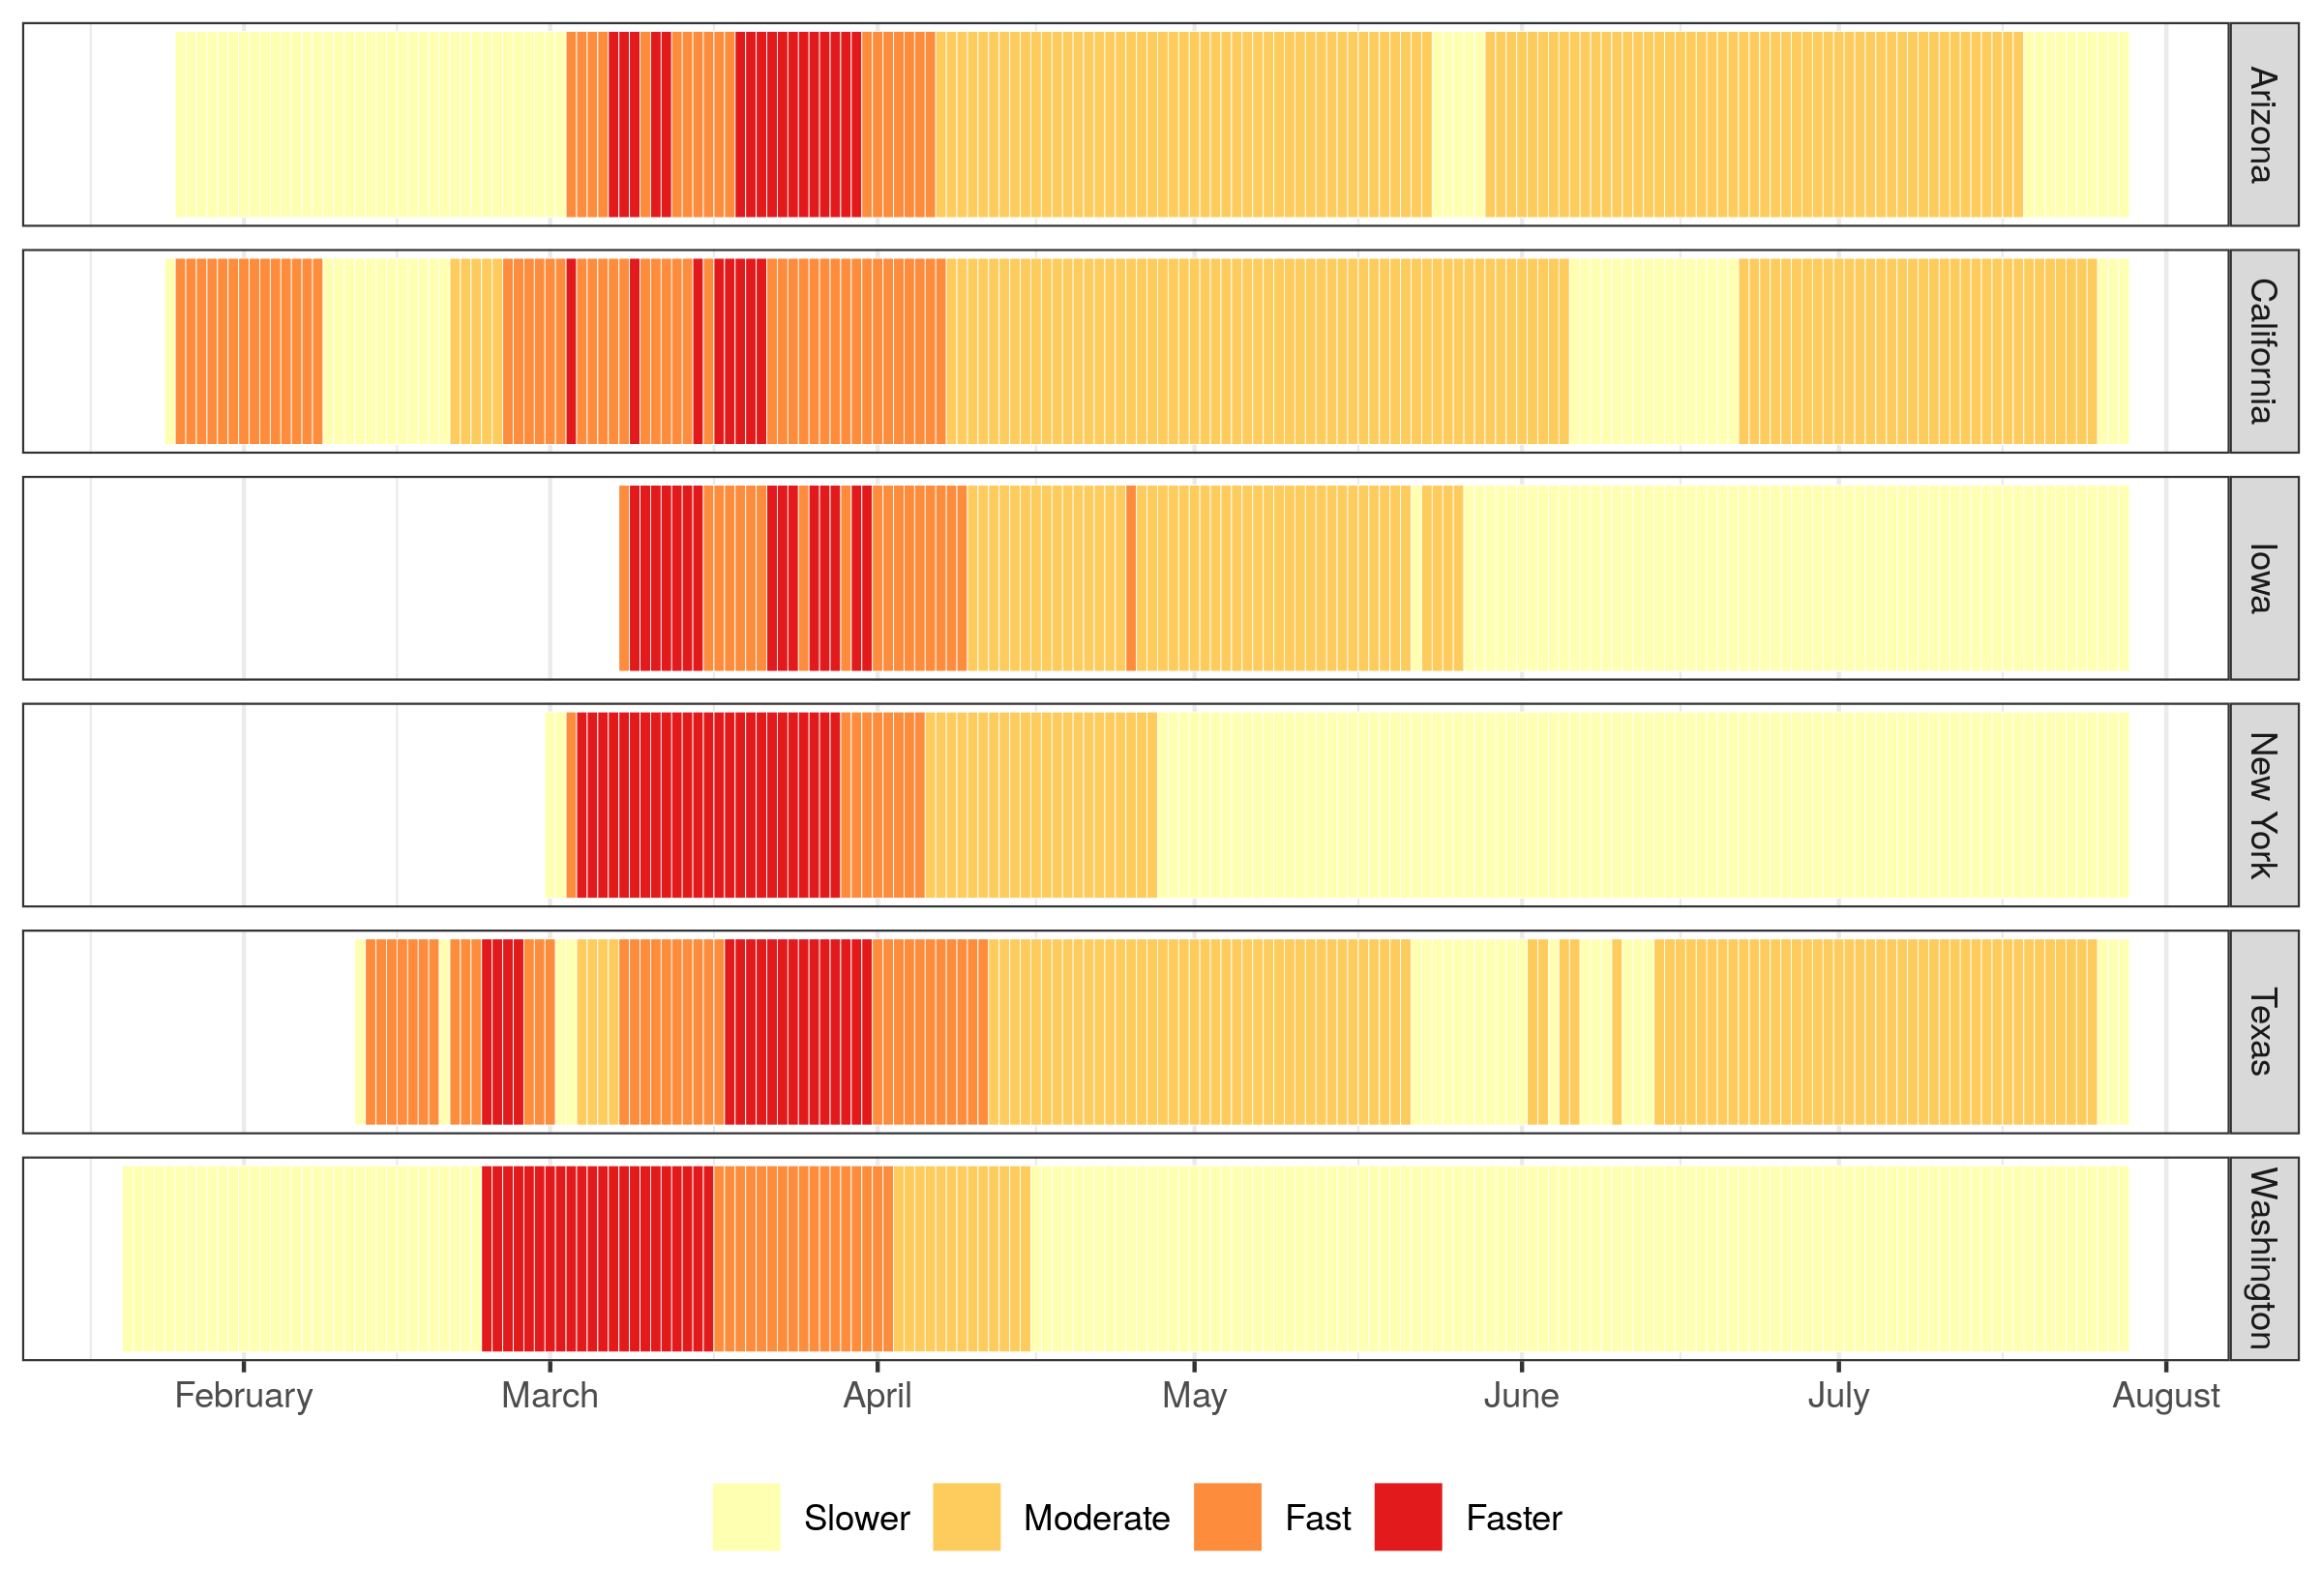 Arizona
California
Iowa
New York
Texas
Washington
February March April May June July August
Slower Moderate Fast Faster